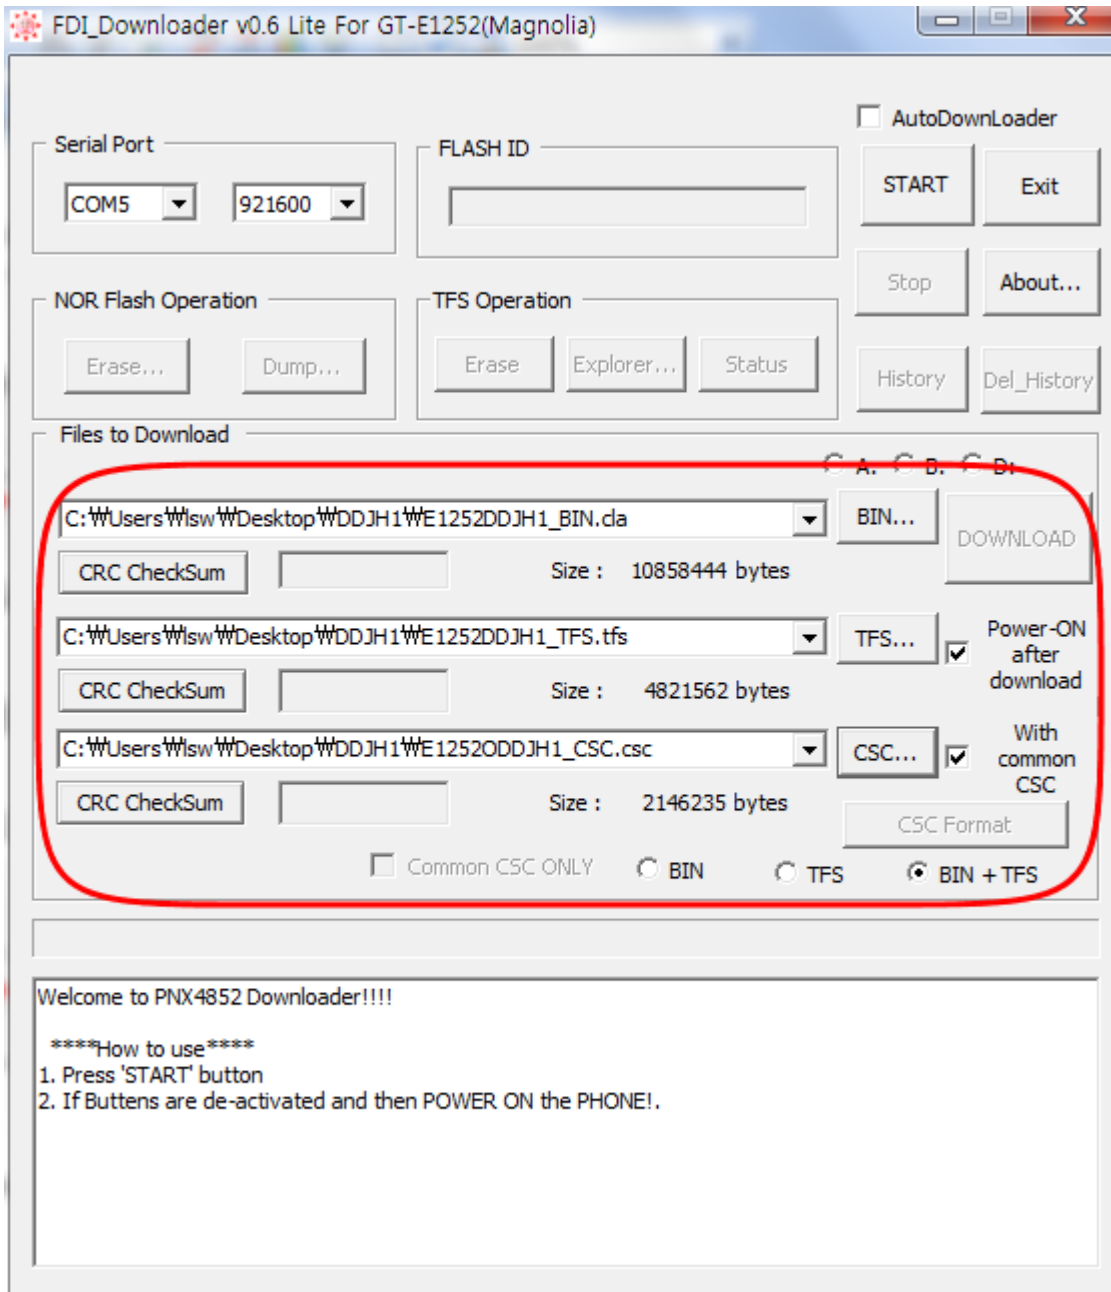 FDI_Downloader v0.6 Lite For GT-E1252(Magnolia)
AutoDownLoader
Serial Port
FLASH ID
START
Exit
COM5
921600
Stop
About...
NOR Flash Operation
TFS Operation
Erase...
Dump...
Erase
Explorer...
Status
History
Del_History
Files to Download
A. B. D:
C:₩Users₩lsw₩Desktop₩DDJH1₩E1252DDJH1_BIN.cla
BIN...
DOWNLOAD
CRC CheckSum
Size : 10858444 bytes
C:₩Users₩lsw₩Desktop₩DDJH1₩E1252DDJH1_TFS.tfs
TFS...
Power-ON
after
download
CRC CheckSum
Size : 4821562 bytes
C:₩Users₩lsw₩Desktop₩DDJH1₩E1252ODDJH1_CSC.csc
CSC...
With
common
CSC
CRC CheckSum
Size : 2146235 bytes
CSC Format
Common CSC ONLY
BIN
TFS
BIN + TFS
Welcome to PNX4852 Downloader!!!!
****How to use****
1. Press 'START' button
2. If Buttens are de-activated and then POWER ON the PHONE!.